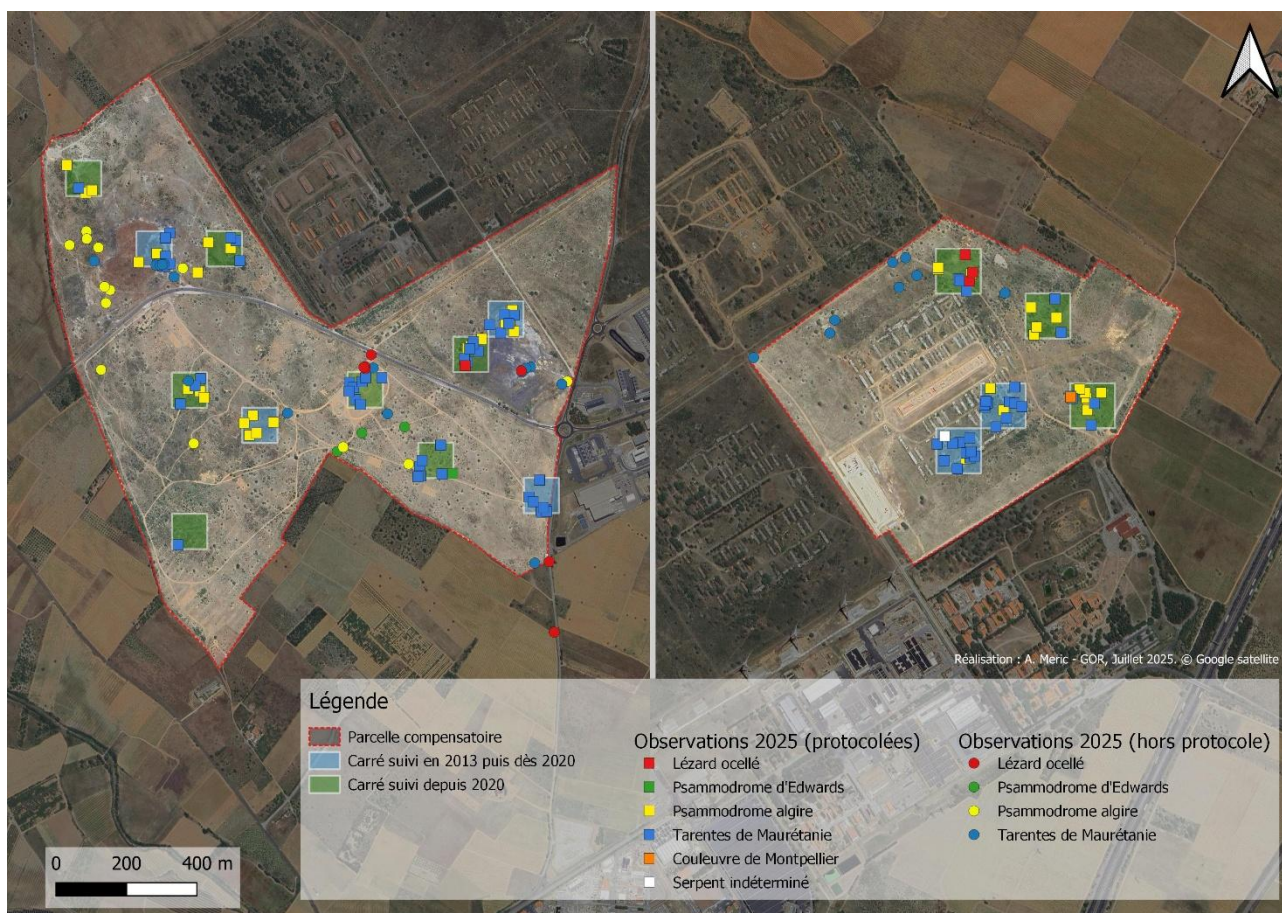 Réalisation : A. Meric - GOR, Juillet 2025. © Google satellite
Légende
Parcelle compensatoire
Carré suivi en 2013 puis dès 2020
Carré suivi depuis 2020
Observations 2025 (protocolées)
Lézard ocellé
Psammodrome d'Edwards
Psammodrome algire
Tarentes de Maurétanie
Couleuvre de Montpellier
Serpent indéterminé
Observations 2025 (hors protocole)
Lézard ocellé
Psammodrome d'Edwards
Psammodrome algire
Tarentes de Maurétanie
0 200 400 m